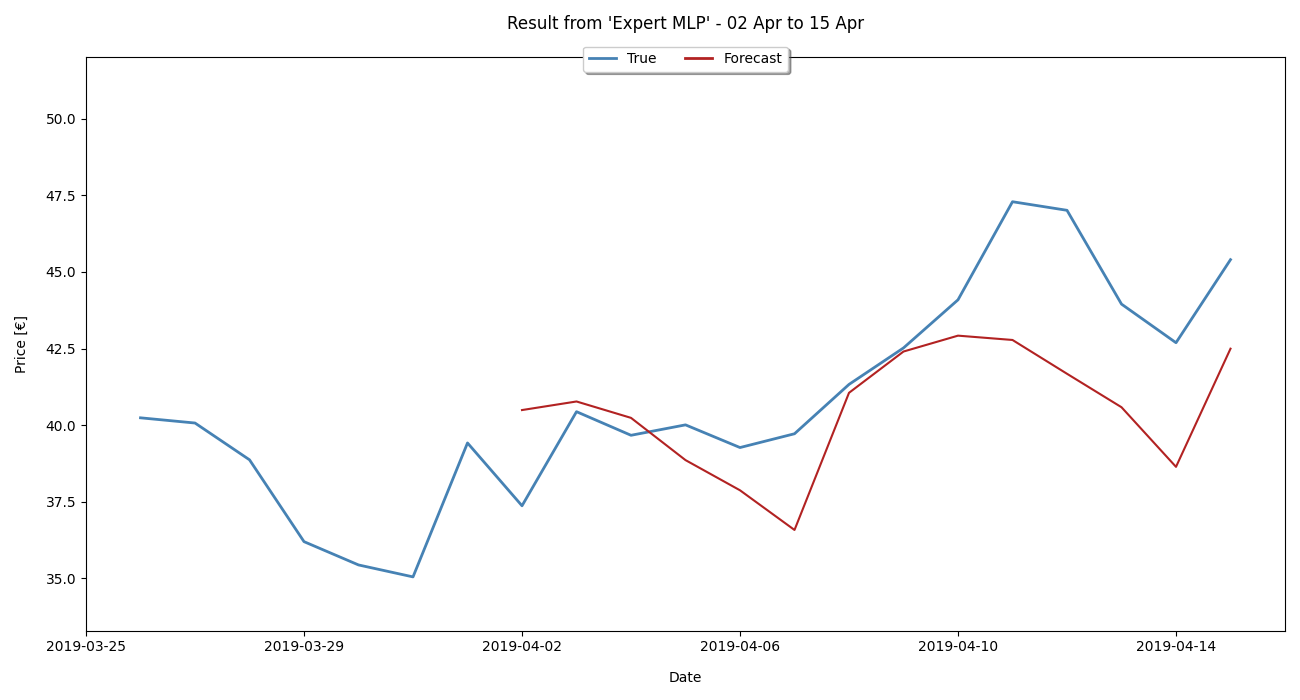 Result from 'Expert MLP' - 02 Apr to 15 Apr
True Forecast
50.0
47.5
45.0
42.5
40.0
37.5
35.0
Price [€]
2019-03-25 2019-03-29 2019-04-02 2019-04-06 2019-04-10 2019-04-14
Date